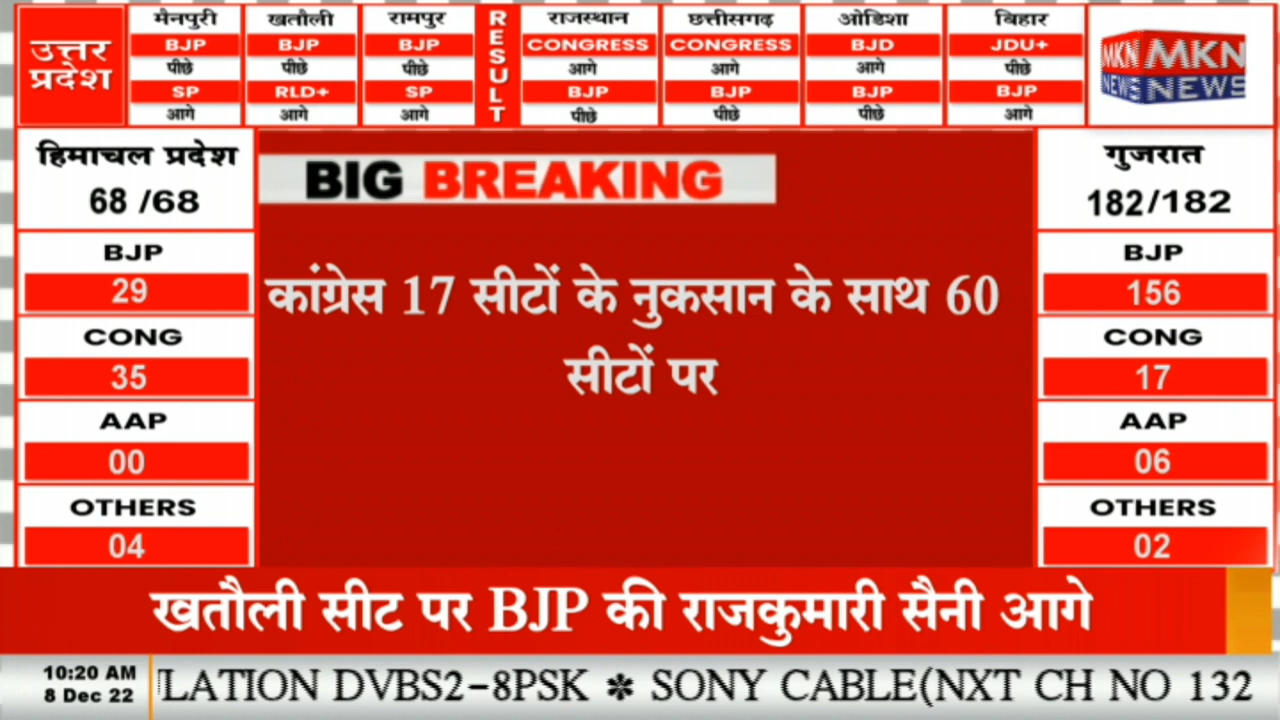 उत्तर
प्रदेश
मैनपुरी
BJP
पीछे
SP
आगे
खतौली
BJP
पीछे
RLD+
आगे
रामपुर
BJP
पीछे
SP
आगे
RESULT
राजस्थान
CONGRESS
आगे
BJP
पीछे
छत्तीसगढ़
CONGRESS
आगे
BJP
पीछे
ओडिशा
BJD
आगे
BJP
पीछे
बिहार
JDU+
पीछे
BJP
आगे
MKN MKN
NEWS NEWS
हिमाचल प्रदेश
68 /68
BJP
29
CONG
35
AAP
00
OTHERS
04
BIG BREAKING
कांग्रेस 17 सीटों के नुकसान के साथ 60
सीटों पर
गुजरात
182/182
BJP
156
CONG
17
AAP
06
OTHERS
02
खतौली सीट पर BJP की राजकुमारी सैनी आगे
10:20 AM
8 Dec 22
LATION DVBS2-8PSK * SONY CABLE(NXT CH NO 132